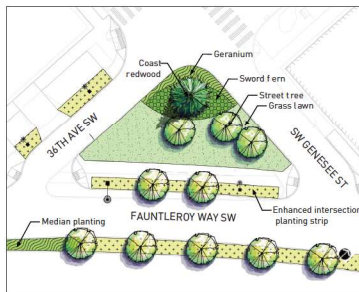 Geranium
Coast
redwood
Sword fern
Street tree
Grass lawn
36TH AVE SW
SW GENESEE ST
Enhanced intersection
planting strip
FAUNTLEROY WAY SW
Median planting